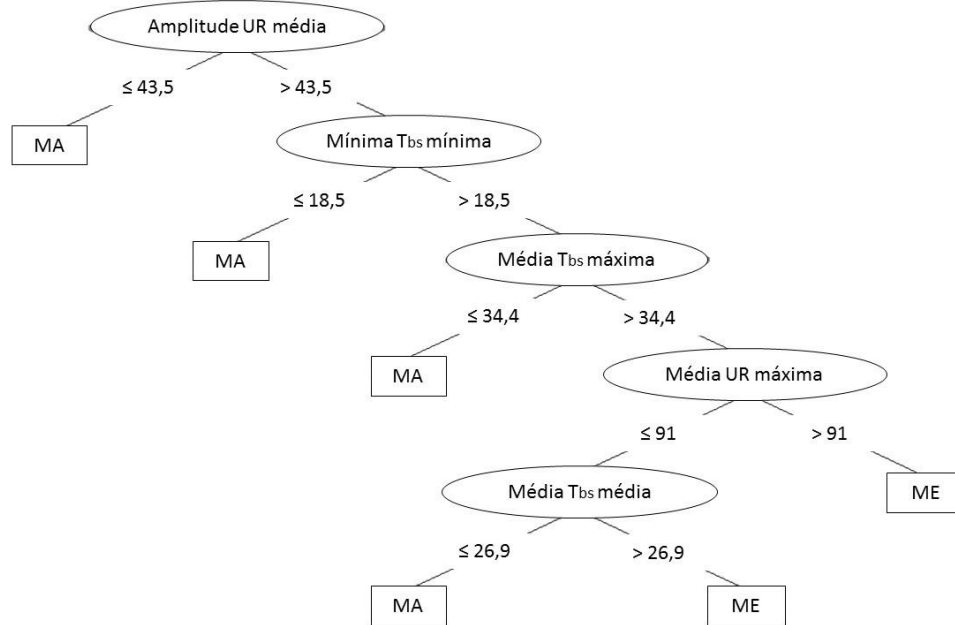 Amplitude UR média
≤ 43,5 > 43,5
MA
Mínima Tbs mínima
≤ 18,5 > 18,5
MA
Média Tbs máxima
≤ 34,4 > 34,4
MA
Média UR máxima
≤ 91 > 91
Média Tbs média
ME
≤ 26,9 > 26,9
MA ME